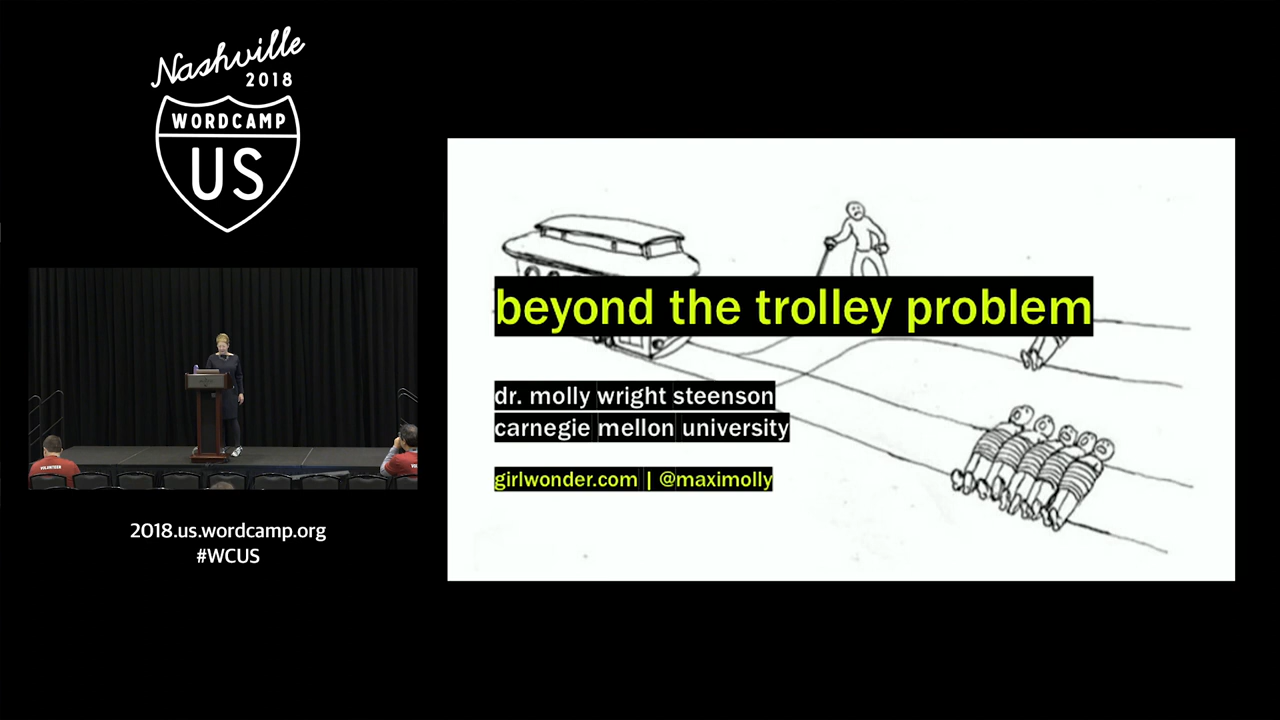 Nashville
2018
WORDCAMP
US
VOLUNTEER
2018.us.wordcamp.org
#WCUS
beyond the trolley problem
dr. molly wright steenson
carnegie mellon university
girlwonder.com | @maximolly